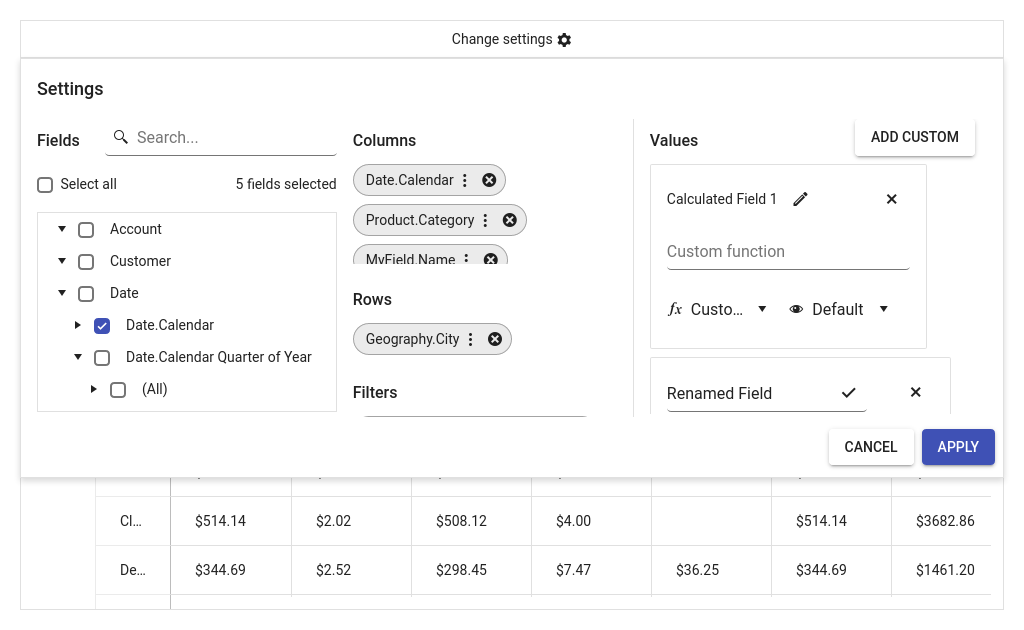 Change settings
Settings
Fields
Search...
Select all
5 fields selected
Account
Customer
Date
Date.Calendar
Date.Calendar Quarter of Year
(All)
Columns
Date.Calendar
Product.Category
MyField.Name
Rows
Geography.City
Filters
Values
ADD CUSTOM
Calculated Field 1
Custom function
fx Custo...
Default
Renamed Field
CANCEL
APPLY
Cl... $514.14 $2.02 $508.12 $4.00 $514.14 $3682.86
De... $344.69 $2.52 $298.45 $7.47 $36.25 $344.69 $1461.20